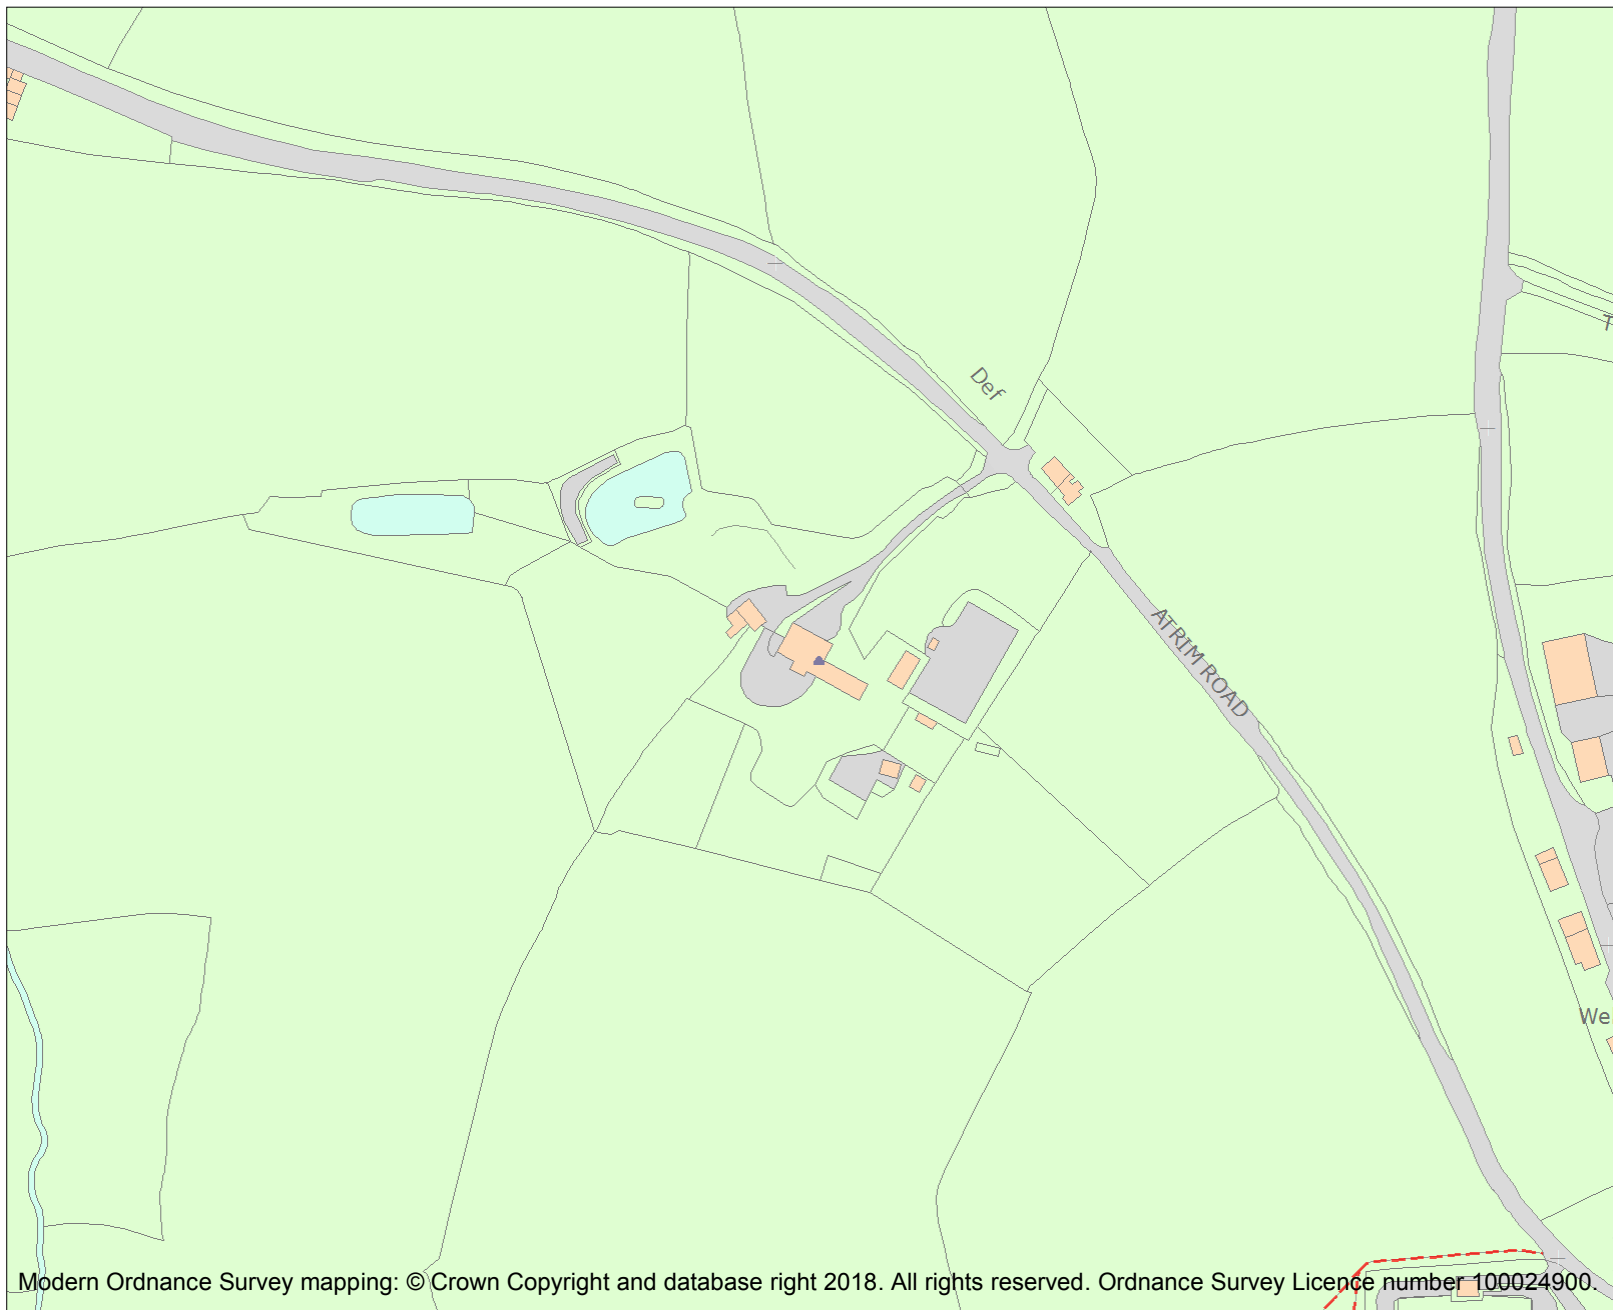 Def
ATRIM ROAD
Modern Ordnance Survey mapping: © Crown Copyright and database right 2018. All rights reserved. Ordnance Survey Licence number 100024900.